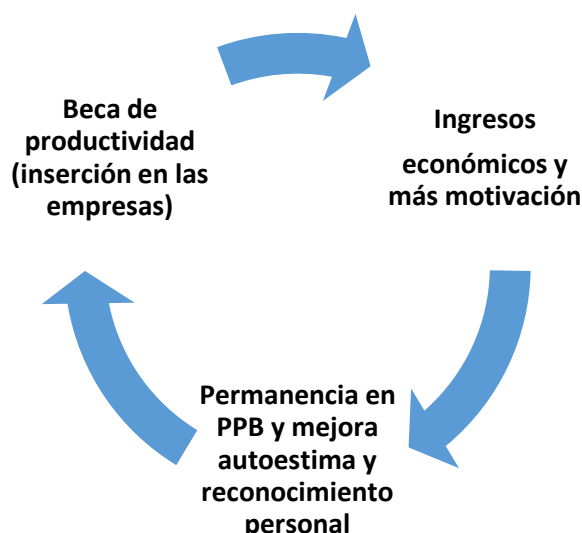 Beca de
productividad
(inserción en las
empresas)
Ingresos
económicos y
más motivación
Permanencia en
PPB y mejora
autoestima y
reconocimiento
personal